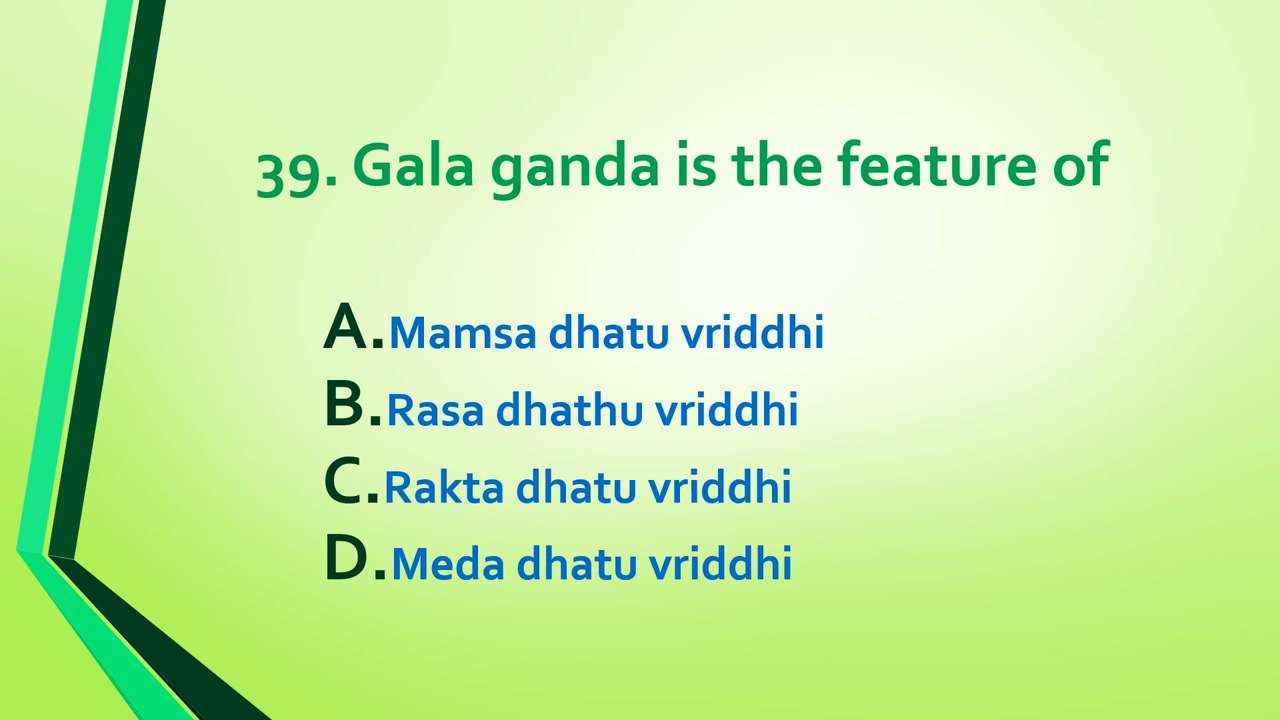 39. Gala ganda is the feature of
A.Mamsa dhatu vriddhi
B.Rasa dhathu vriddhi
C.Rakta dhatu vriddhi
D.Meda dhatu vriddhi